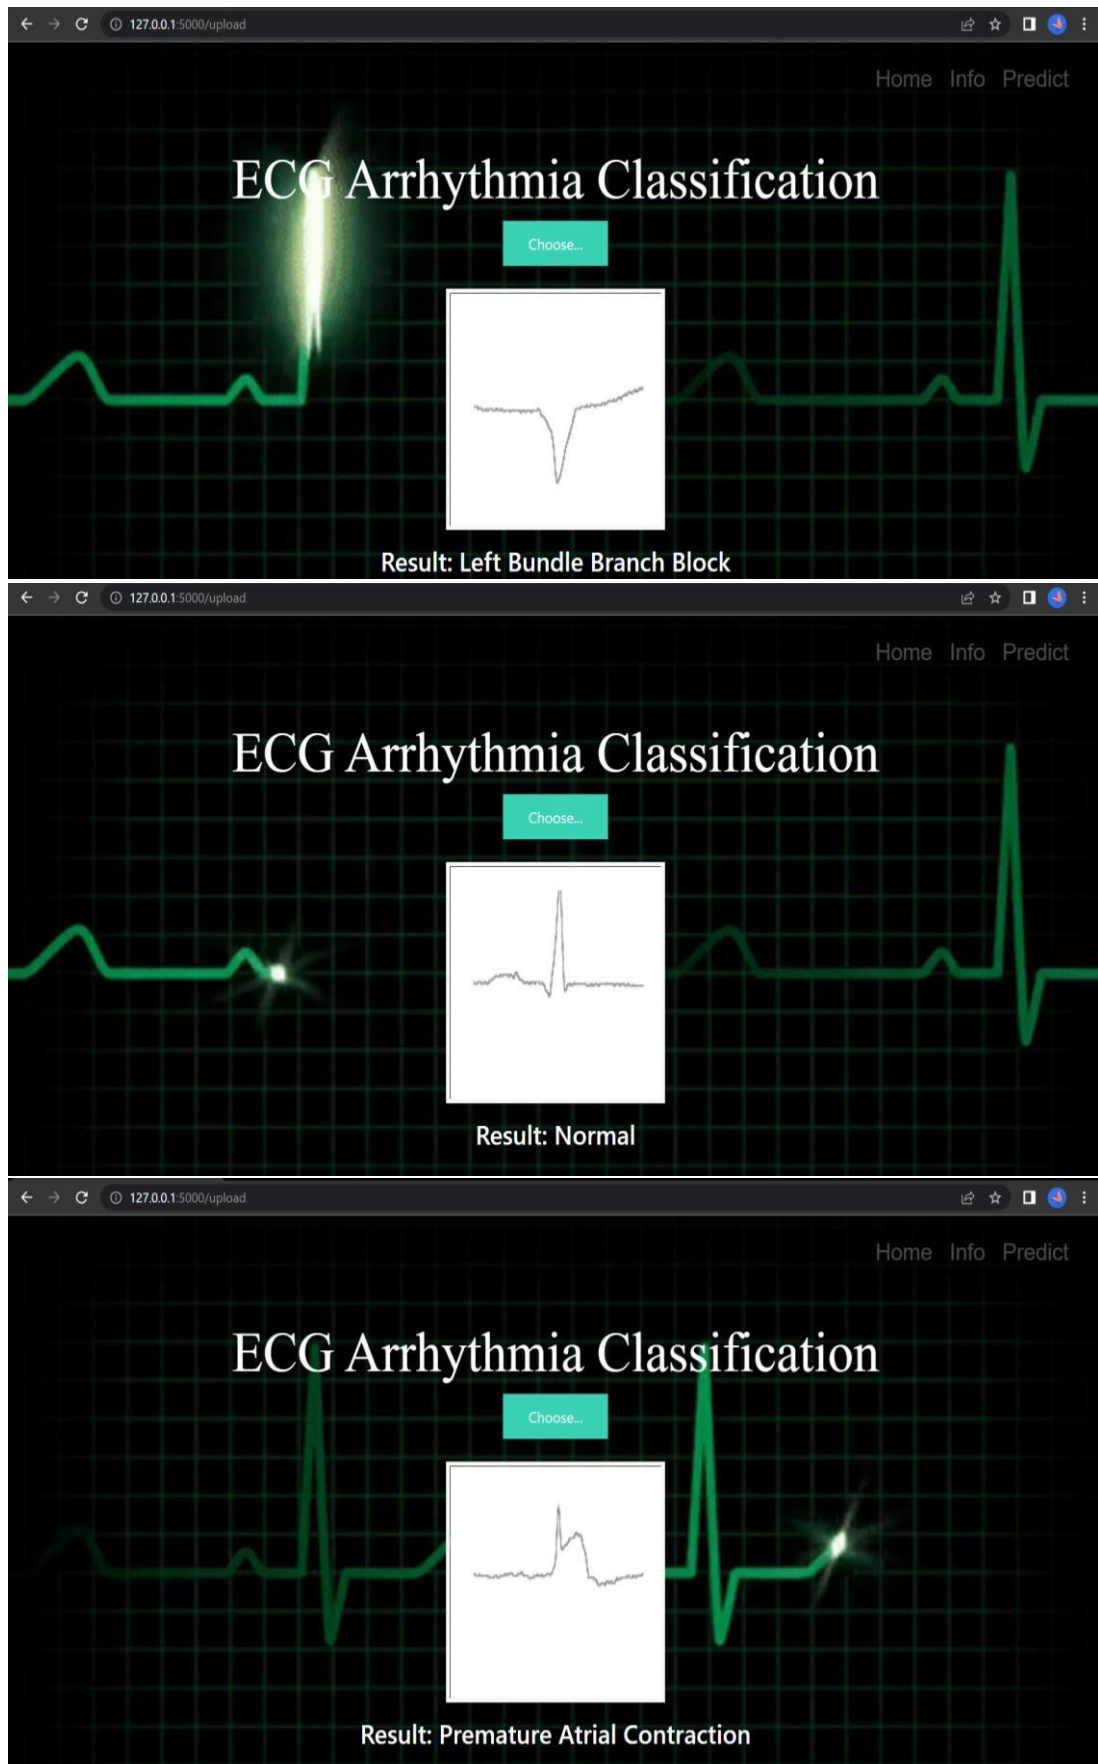 127.0.0.1:5000/upload
Home Info Predict
ECG Arrhythmia Classification
Choose...
Result: Left Bundle Branch Block
127.0.0.1:5000/upload
Home Info Predict
ECG Arrhythmia Classification
Choose...
Result: Normal
127.0.0.1:5000/upload
Home Info Predict
ECG Arrhythmia Classification
Choose...
Result: Premature Atrial Contraction